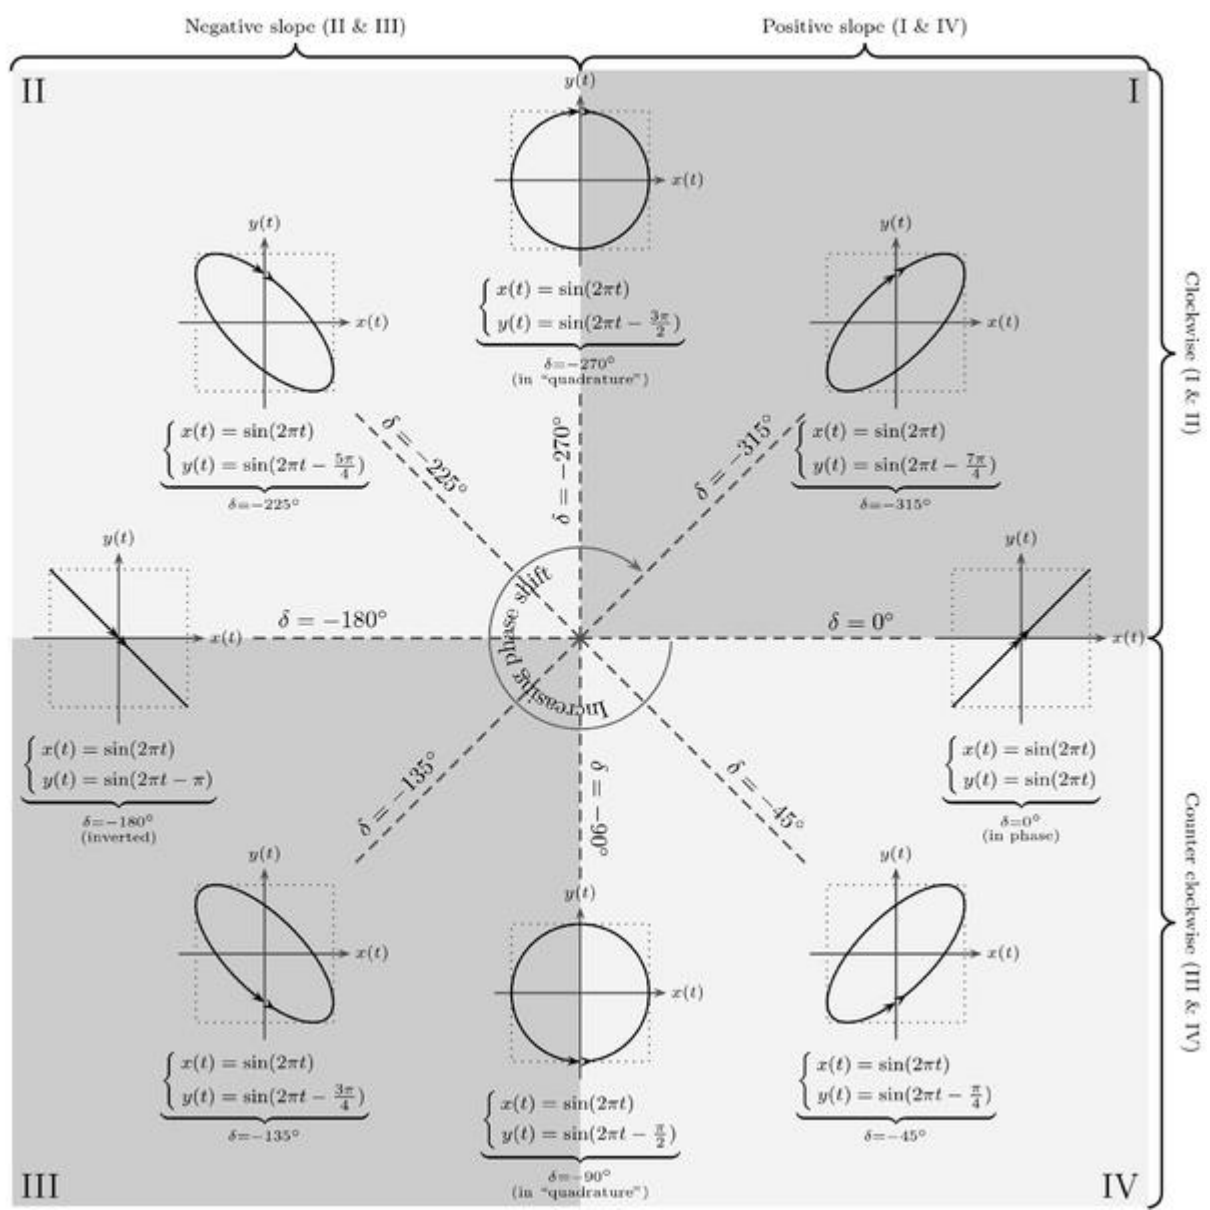 Negative slope (II & III)
Positive slope (I & IV)
II
I
y(t)
x(t)
{ x(t) = sin(2πt)
y(t) = sin(2πt − 3π/2)
δ=−270°
(in “quadrature”)
y(t)
x(t)
{ x(t) = sin(2πt)
y(t) = sin(2πt − 5π/4)
δ=−225°
y(t)
x(t)
{ x(t) = sin(2πt)
y(t) = sin(2πt − 7π/4)
δ=−315°
Clockwise (I & II)
δ = −225°
δ = −270°
δ = −315°
y(t)
x(t)
{ x(t) = sin(2πt)
y(t) = sin(2πt − π)
δ=−180°
(inverted)
δ = −180°
Increasing phase shift
δ = 0°
y(t)
x(t)
{ x(t) = sin(2πt)
y(t) = sin(2πt)
δ=0°
(in phase)
δ = −135°
δ = −90°
δ = −45°
Counter clockwise (III & IV)
y(t)
x(t)
{ x(t) = sin(2πt)
y(t) = sin(2πt − 3π/4)
δ=−135°
y(t)
x(t)
{ x(t) = sin(2πt)
y(t) = sin(2πt − π/2)
δ=−90°
(in “quadrature”)
y(t)
x(t)
{ x(t) = sin(2πt)
y(t) = sin(2πt − π/4)
δ=−45°
III
IV